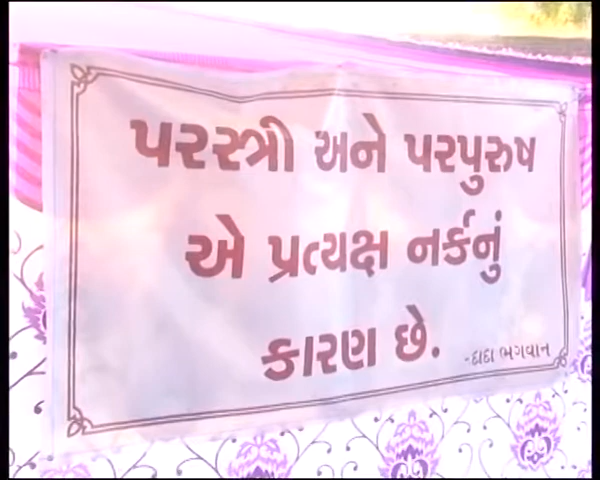 પરસ્ત્રી અને પરપુરુષ
એ પ્રત્યક્ષ નર્કનું
કારણ છે.
-દાદા ભગવાન